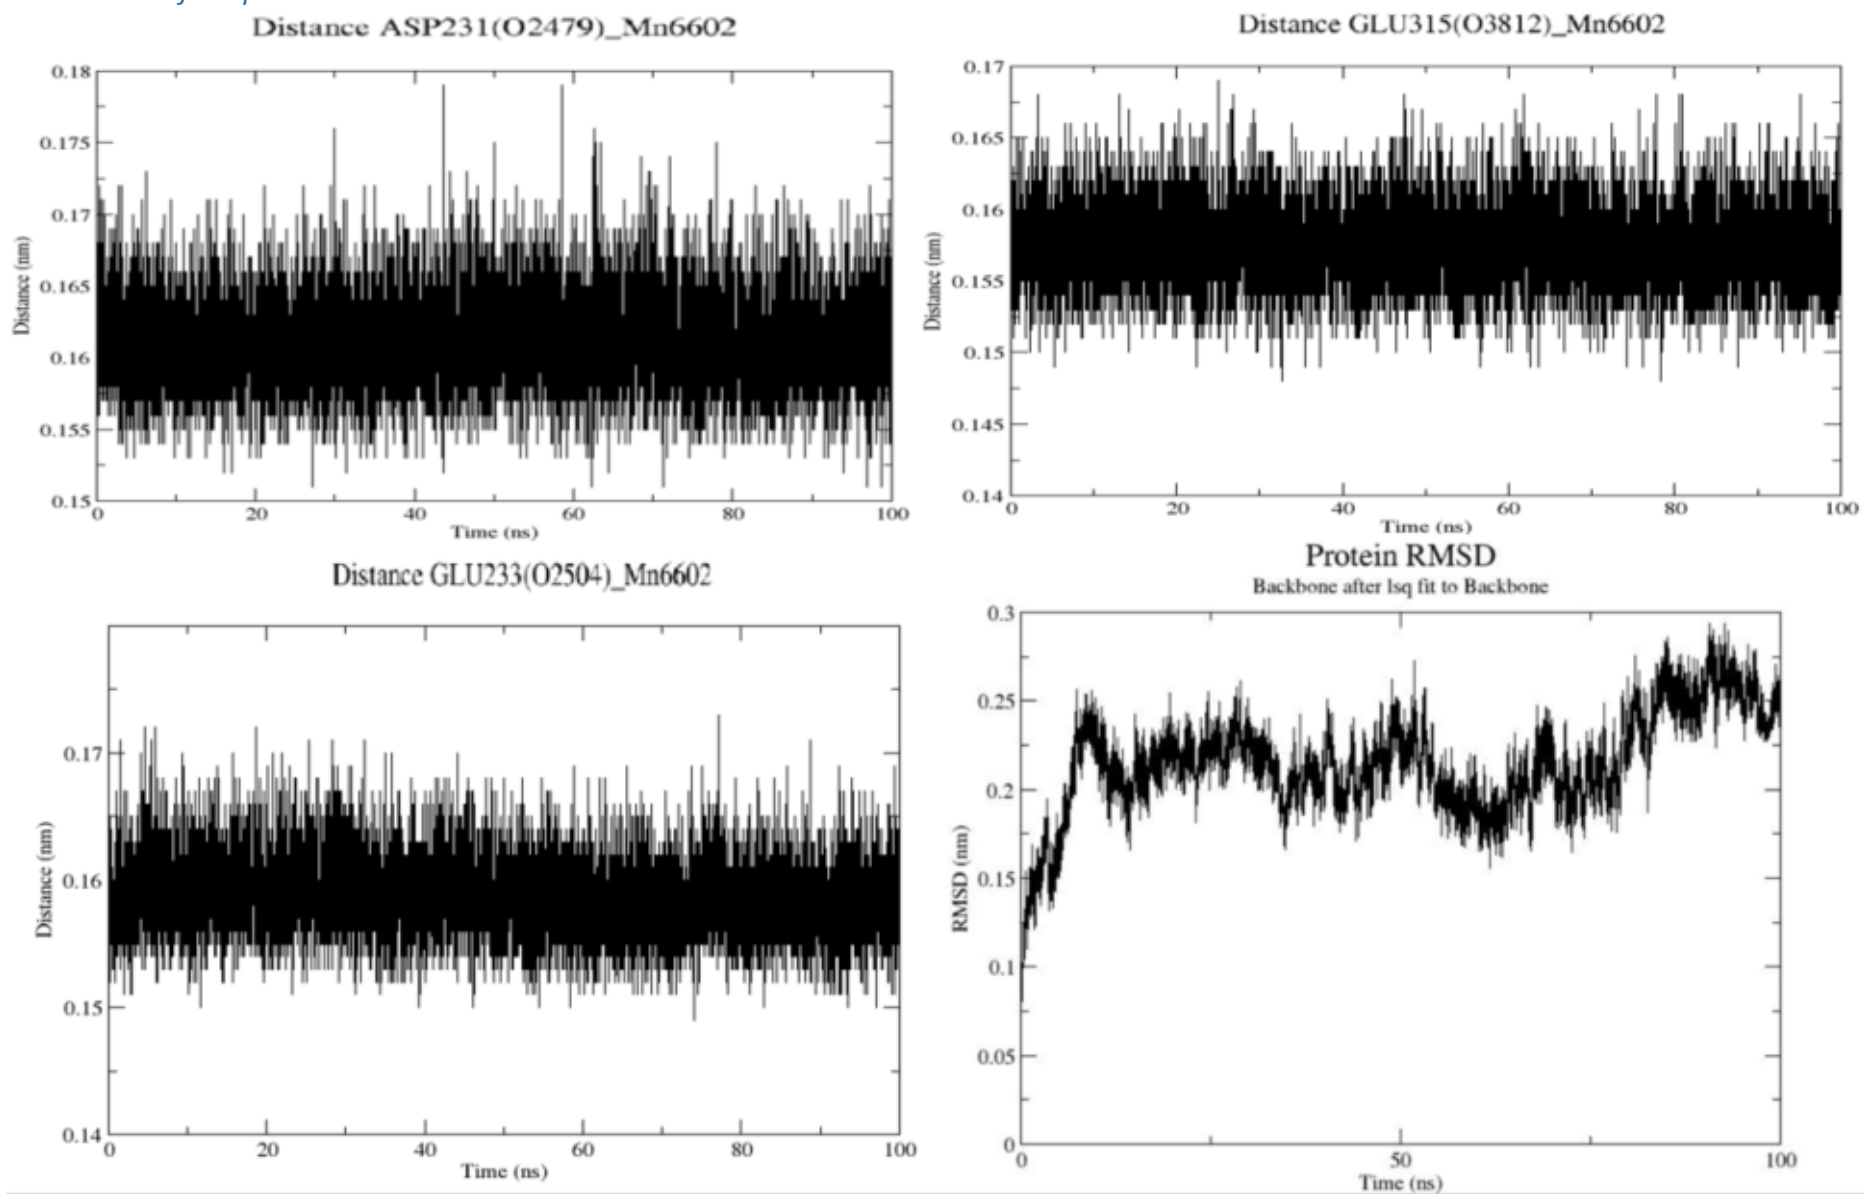 Distance ASP231(O2479)_Mn6602
0.18
0.175
0.17
0.165
0.16
0.155
0.15
Distance (nm)
0 20 40 60 80 100
Time (ns)
Distance GLU315(O3812)_Mn6602
0.17
0.165
0.16
0.155
0.15
0.145
0.14
Distance (nm)
0 20 40 60 80 100
Time (ns)
Distance GLU233(O2504)_Mn6602
0.17
0.16
0.15
0.14
Distance (nm)
0 20 40 60 80 100
Time (ns)
Protein RMSD
Backbone after lsq fit to Backbone
0.3
0.25
0.2
0.15
0.1
0.05
0
RMSD (nm)
0 50 100
Time (ns)